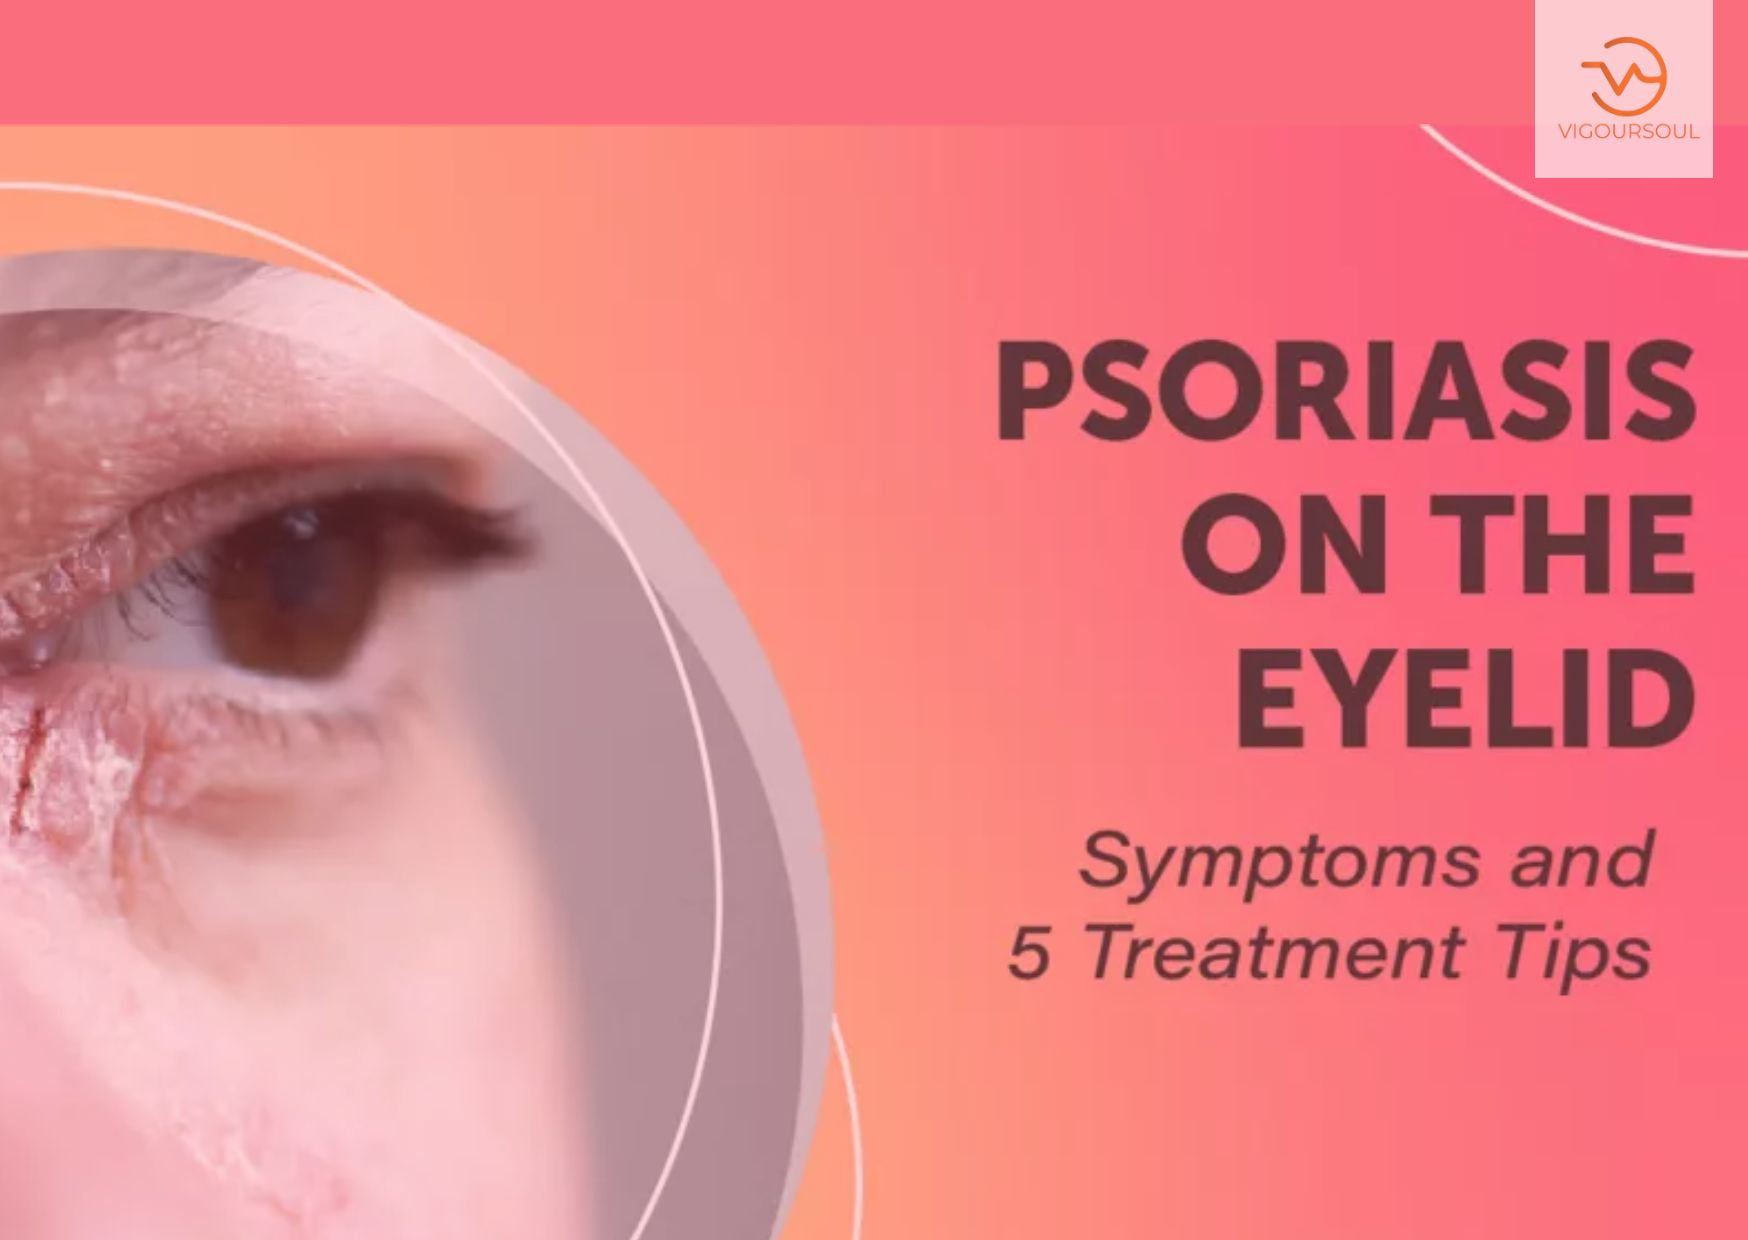 VIGOURSOUL
PSORIASIS
ON THE
EYELID
Symptoms and
5 Treatment Tips